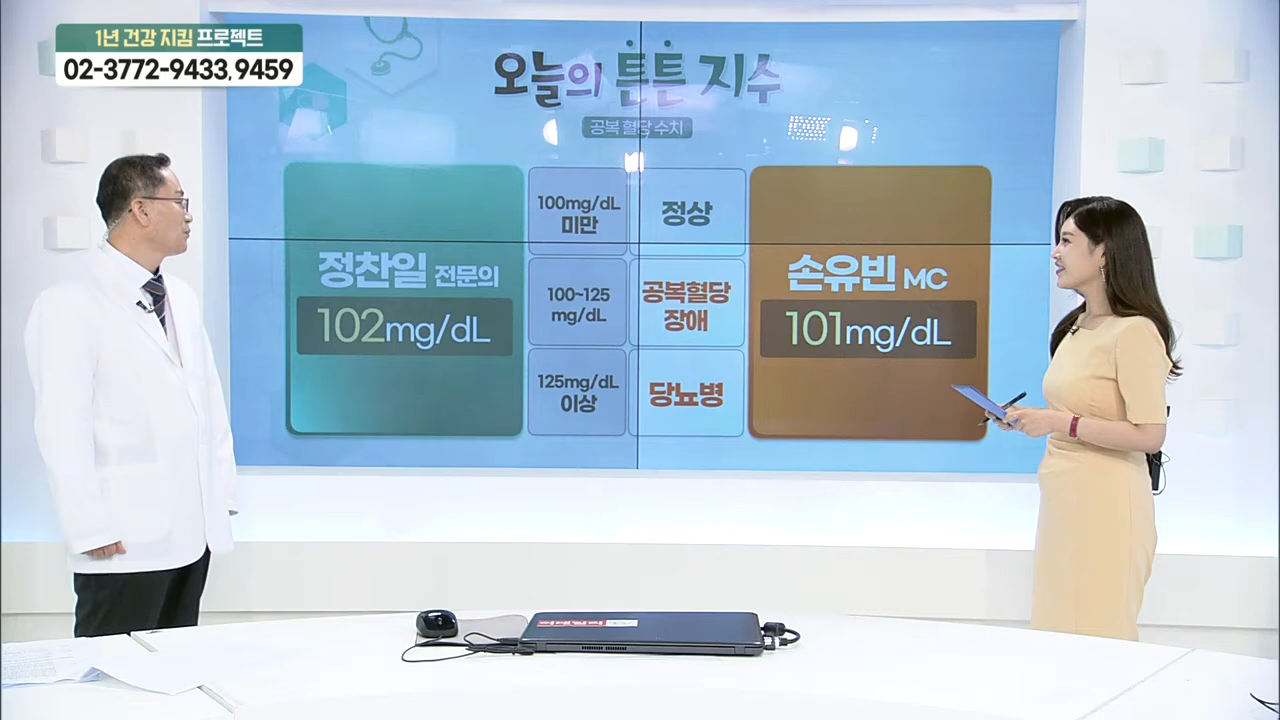 1년 건강 지킴 프로젝트
02-3772-9433, 9459
오늘의 튼튼 지수
공복 혈당 수치
정찬일 전문의
102mg/dL
100mg/dL
미만
정상
100~125
mg/dL
공복혈당
장애
125mg/dL
이상
당뇨병
손유빈 MC
101mg/dL